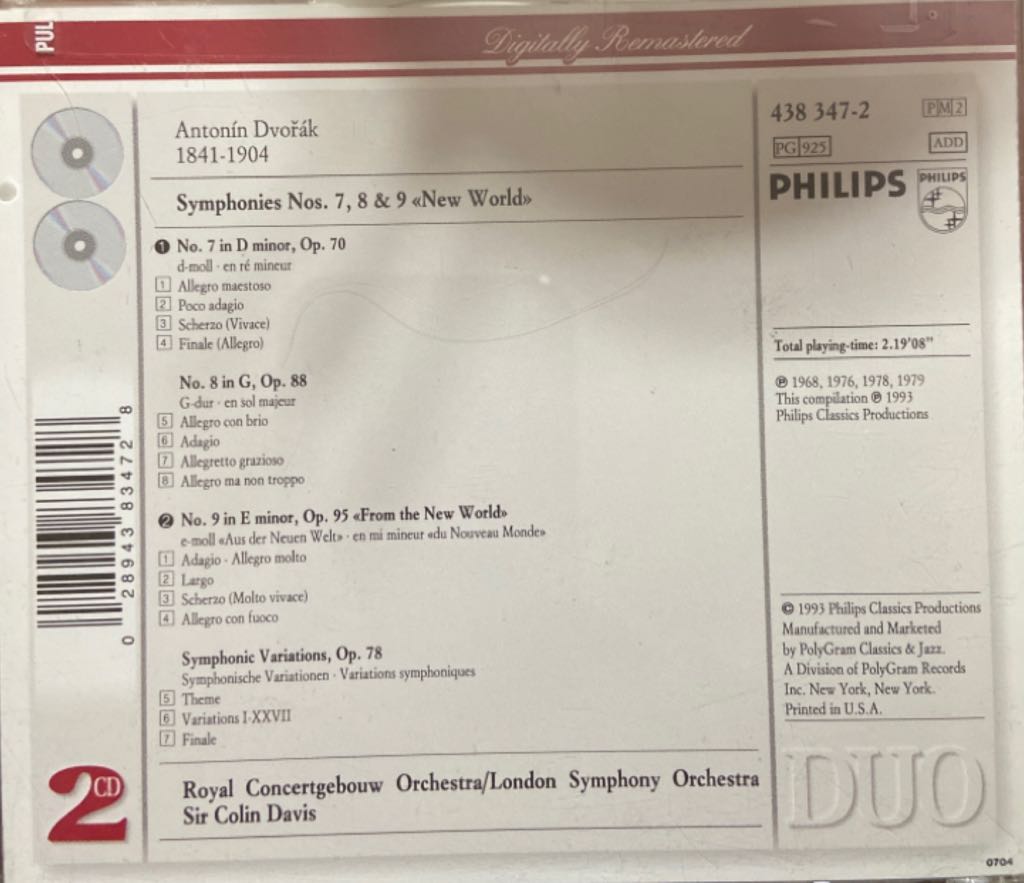 PUL
Digitally Remastered
Antonín Dvořák
1841-1904
Symphonies Nos. 7, 8 & 9 «New World»
❶ No. 7 in D minor, Op. 70
d-moll · en ré mineur
1 Allegro maestoso
2 Poco adagio
3 Scherzo (Vivace)
4 Finale (Allegro)
No. 8 in G, Op. 88
G-dur · en sol majeur
5 Allegro con brio
6 Adagio
7 Allegretto grazioso
8 Allegro ma non troppo
❷ No. 9 in E minor, Op. 95 «From the New World»
e-moll «Aus der Neuen Welt» · en mi mineur «du Nouveau Monde»
1 Adagio · Allegro molto
2 Largo
3 Scherzo (Molto vivace)
4 Allegro con fuoco
Symphonic Variations, Op. 78
Symphonische Variationen · Variations symphoniques
5 Theme
6 Variations I-XXVII
7 Finale
Royal Concertgebouw Orchestra/London Symphony Orchestra
Sir Colin Davis
438 347-2
PM2
PG 925
ADD
PHILIPS
PHILIPS
Total playing-time: 2.19'08"
℗ 1968, 1976, 1978, 1979
This compilation ℗ 1993
Philips Classics Productions
© 1993 Philips Classics Productions
Manufactured and Marketed
by PolyGram Classics & Jazz.
A Division of PolyGram Records
Inc. New York, New York.
Printed in U.S.A.
DUO
0704
0 28943 83472 8
2 CD